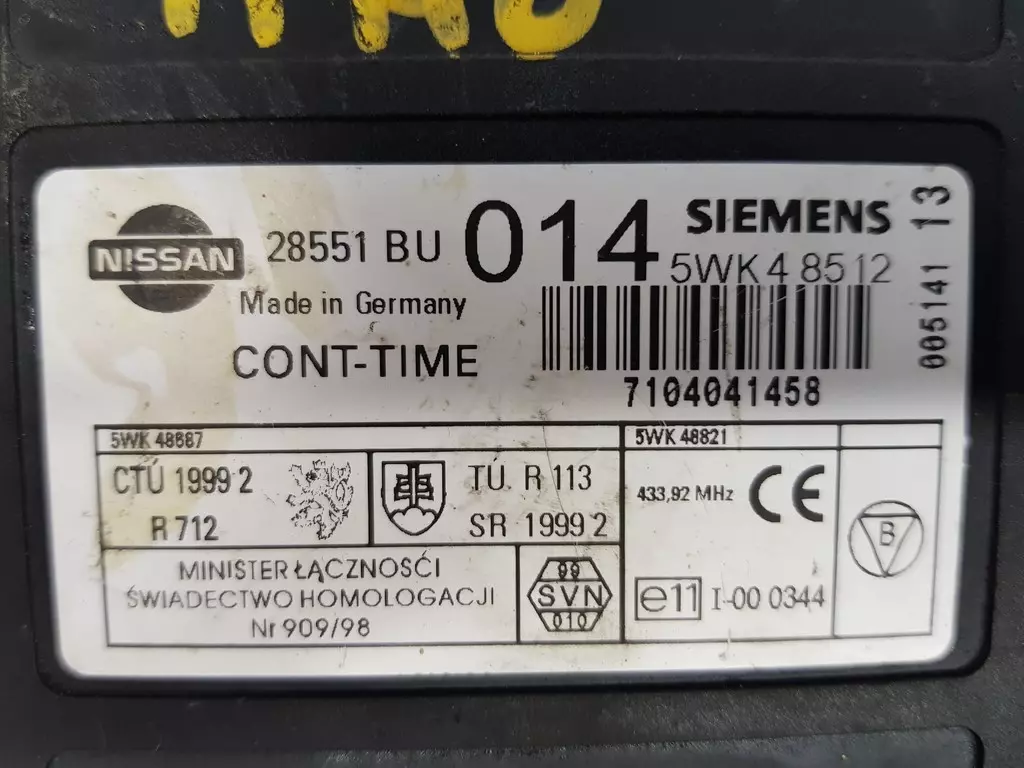 NISSAN
28551 BU 014
SIEMENS
5WK4 8512
Made in Germany
CONT-TIME
7104041458
005141 13
5WK 48687
5WK 48821
CTÚ 1999 2
R 712
TÚ R 113
SR 1999 2
433,92 MHz
CE
B
MINISTER ŁĄCZNOSĆI
ŚWIADECTWO HOMOLOGACJI
Nr 909/98
99
SVN
010
e11 I-00 0344